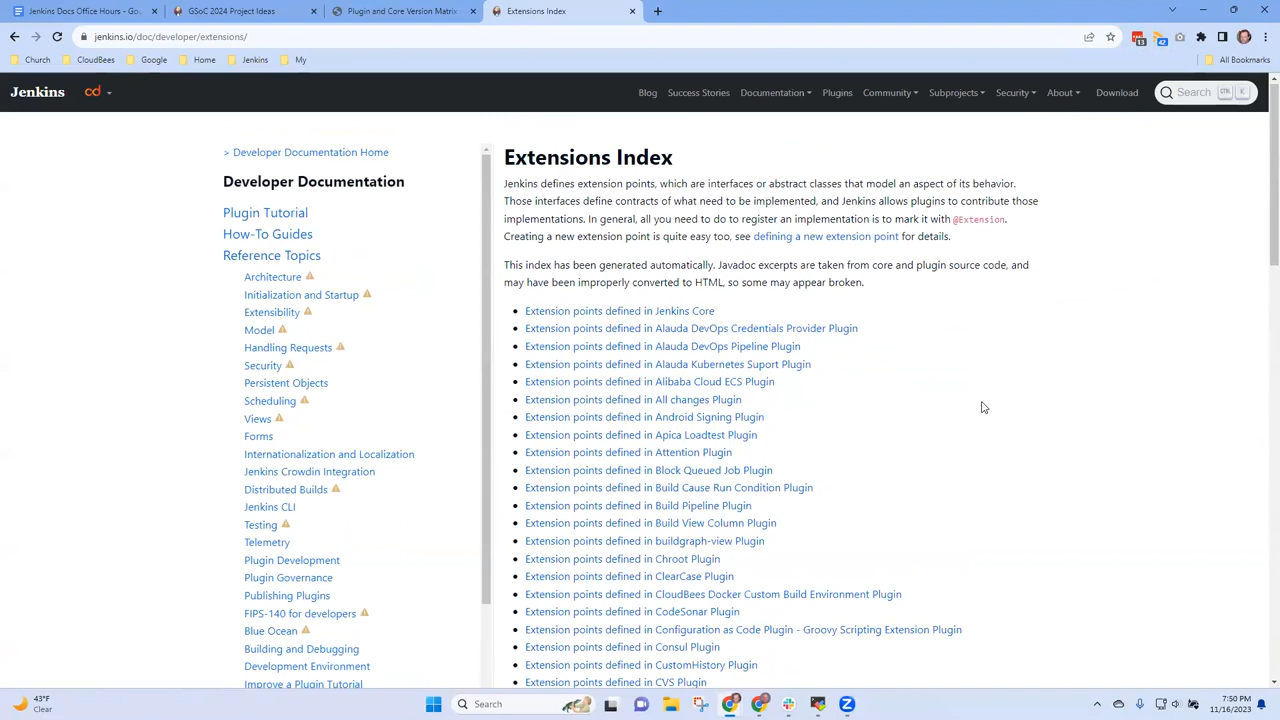 Jenkins Docs Office Hours - Go
GSoC 2024 Project Ideas
Plugin and Core Version Matrix
Extensions Index
jenkins.io/doc/developer/extensions/
13
42
Church
CloudBees
Google
Home
Jenkins
My
All Bookmarks
Jenkins
cd
Blog
Success Stories
Documentation
Plugins
Community
Subprojects
Security
About
Download
Search
K
> Developer Documentation Home
Developer Documentation
Plugin Tutorial
How-To Guides
Reference Topics
Architecture
Initialization and Startup
Extensibility
Model
Handling Requests
Security
Persistent Objects
Scheduling
Views
Forms
Internationalization and Localization
Jenkins Crowdin Integration
Distributed Builds
Jenkins CLI
Testing
Telemetry
Plugin Development
Plugin Governance
Publishing Plugins
FIPS-140 for developers
Blue Ocean
Building and Debugging
Development Environment
Improve a Plugin Tutorial
Extensions Index
Jenkins defines extension points, which are interfaces or abstract classes that model an aspect of its behavior.
Those interfaces define contracts of what need to be implemented, and Jenkins allows plugins to contribute those
implementations. In general, all you need to do to register an implementation is to mark it with @Extension.
Creating a new extension point is quite easy too, see defining a new extension point for details.
This index has been generated automatically. Javadoc excerpts are taken from core and plugin source code, and
may have been improperly converted to HTML, so some may appear broken.
Extension points defined in Jenkins Core
Extension points defined in Alauda DevOps Credentials Provider Plugin
Extension points defined in Alauda DevOps Pipeline Plugin
Extension points defined in Alauda Kubernetes Suport Plugin
Extension points defined in Alibaba Cloud ECS Plugin
Extension points defined in All changes Plugin
Extension points defined in Android Signing Plugin
Extension points defined in Apica Loadtest Plugin
Extension points defined in Attention Plugin
Extension points defined in Block Queued Job Plugin
Extension points defined in Build Cause Run Condition Plugin
Extension points defined in Build Pipeline Plugin
Extension points defined in Build View Column Plugin
Extension points defined in buildgraph-view Plugin
Extension points defined in Chroot Plugin
Extension points defined in ClearCase Plugin
Extension points defined in CloudBees Docker Custom Build Environment Plugin
Extension points defined in CodeSonar Plugin
Extension points defined in Configuration as Code Plugin - Groovy Scripting Extension Plugin
Extension points defined in Consul Plugin
Extension points defined in CustomHistory Plugin
Extension points defined in CVS Plugin
43°F
Clear
Search
7:50 PM
11/16/2023